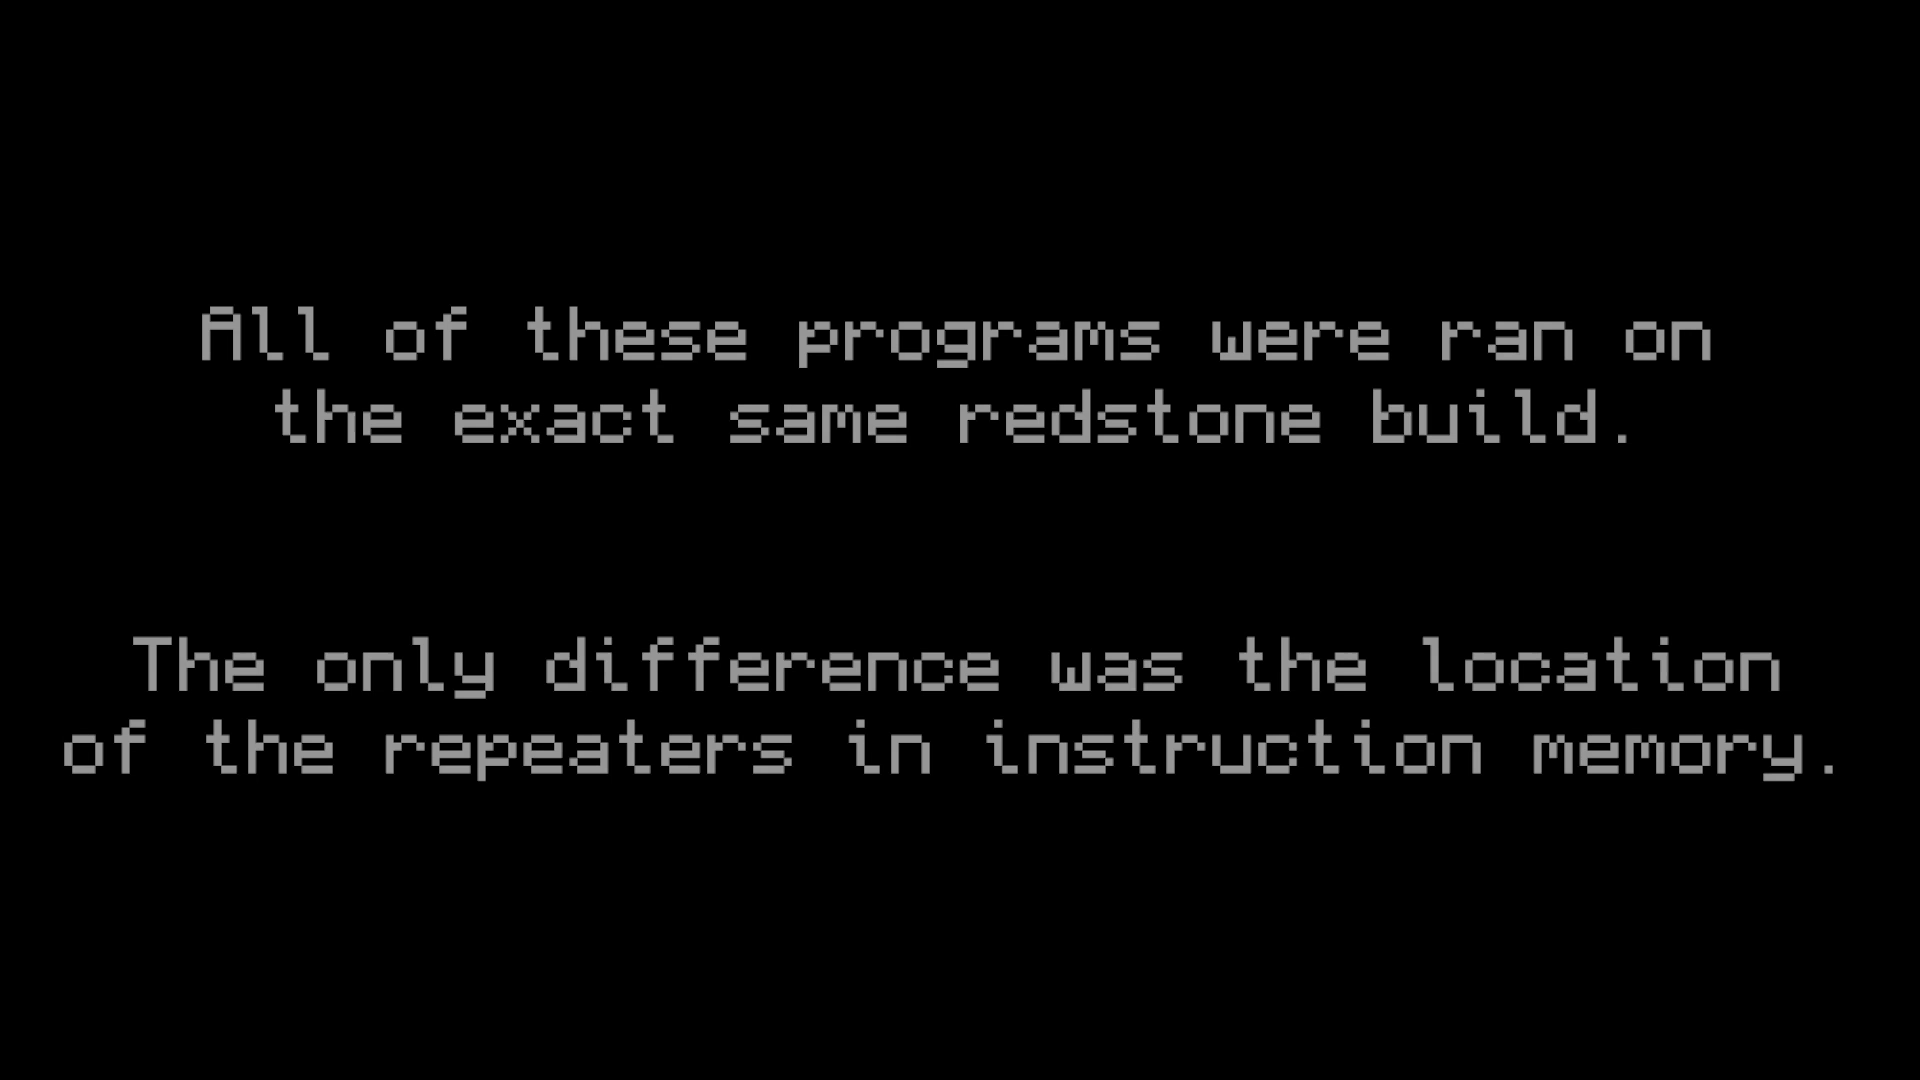 All of these programs were ran on
the exact same redstone build.
The only difference was the location
of the repeaters in instruction memory.